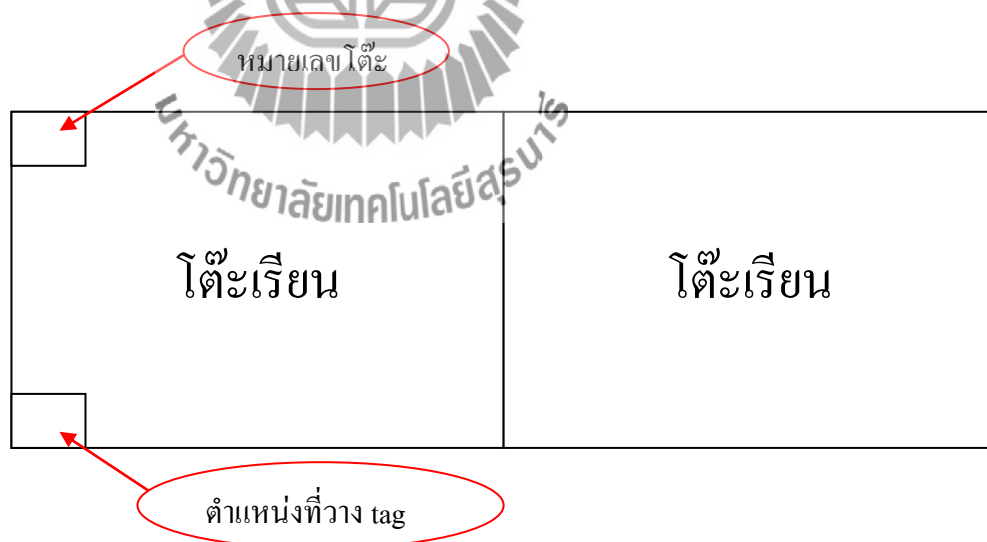 หมายเลขโต๊ะ
มหาวิทยาลัยเทคโนโลยีสุรนารี
โต๊ะเรียน
โต๊ะเรียน
ตำแหน่งที่วาง tag